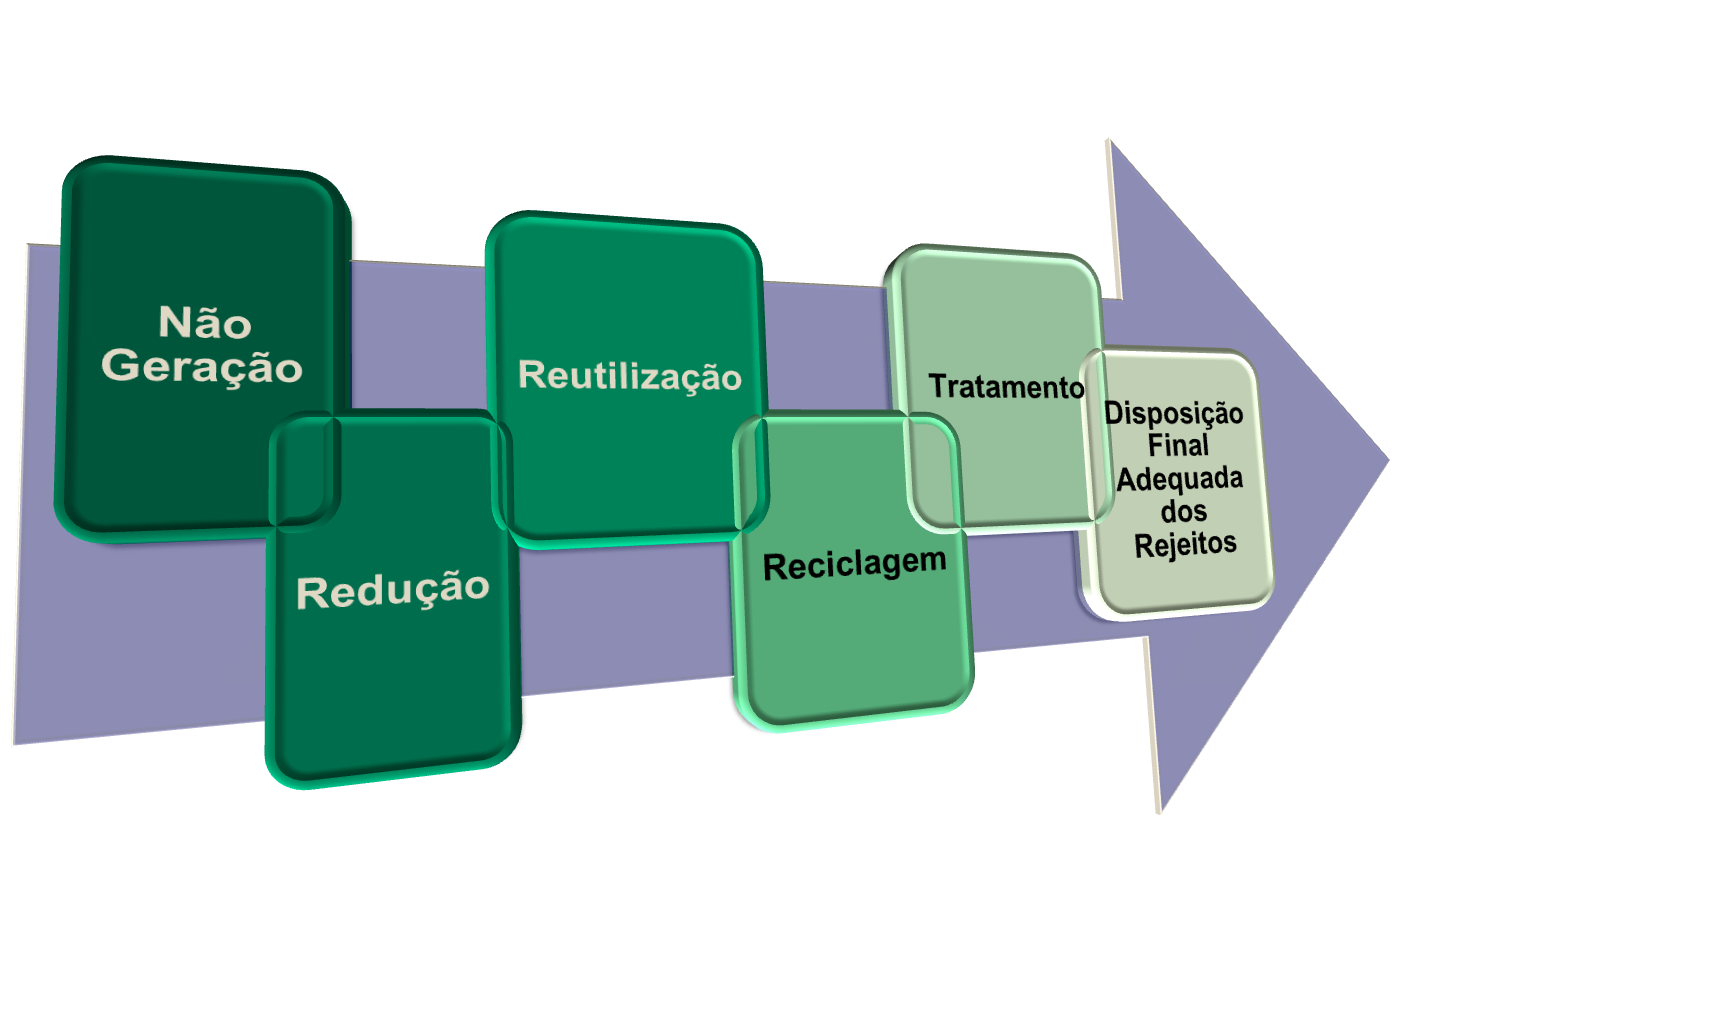 Não
Geração
Redução
Reutilização
Reciclagem
Tratamento
Disposição
Final
Adequada
dos
Rejeitos